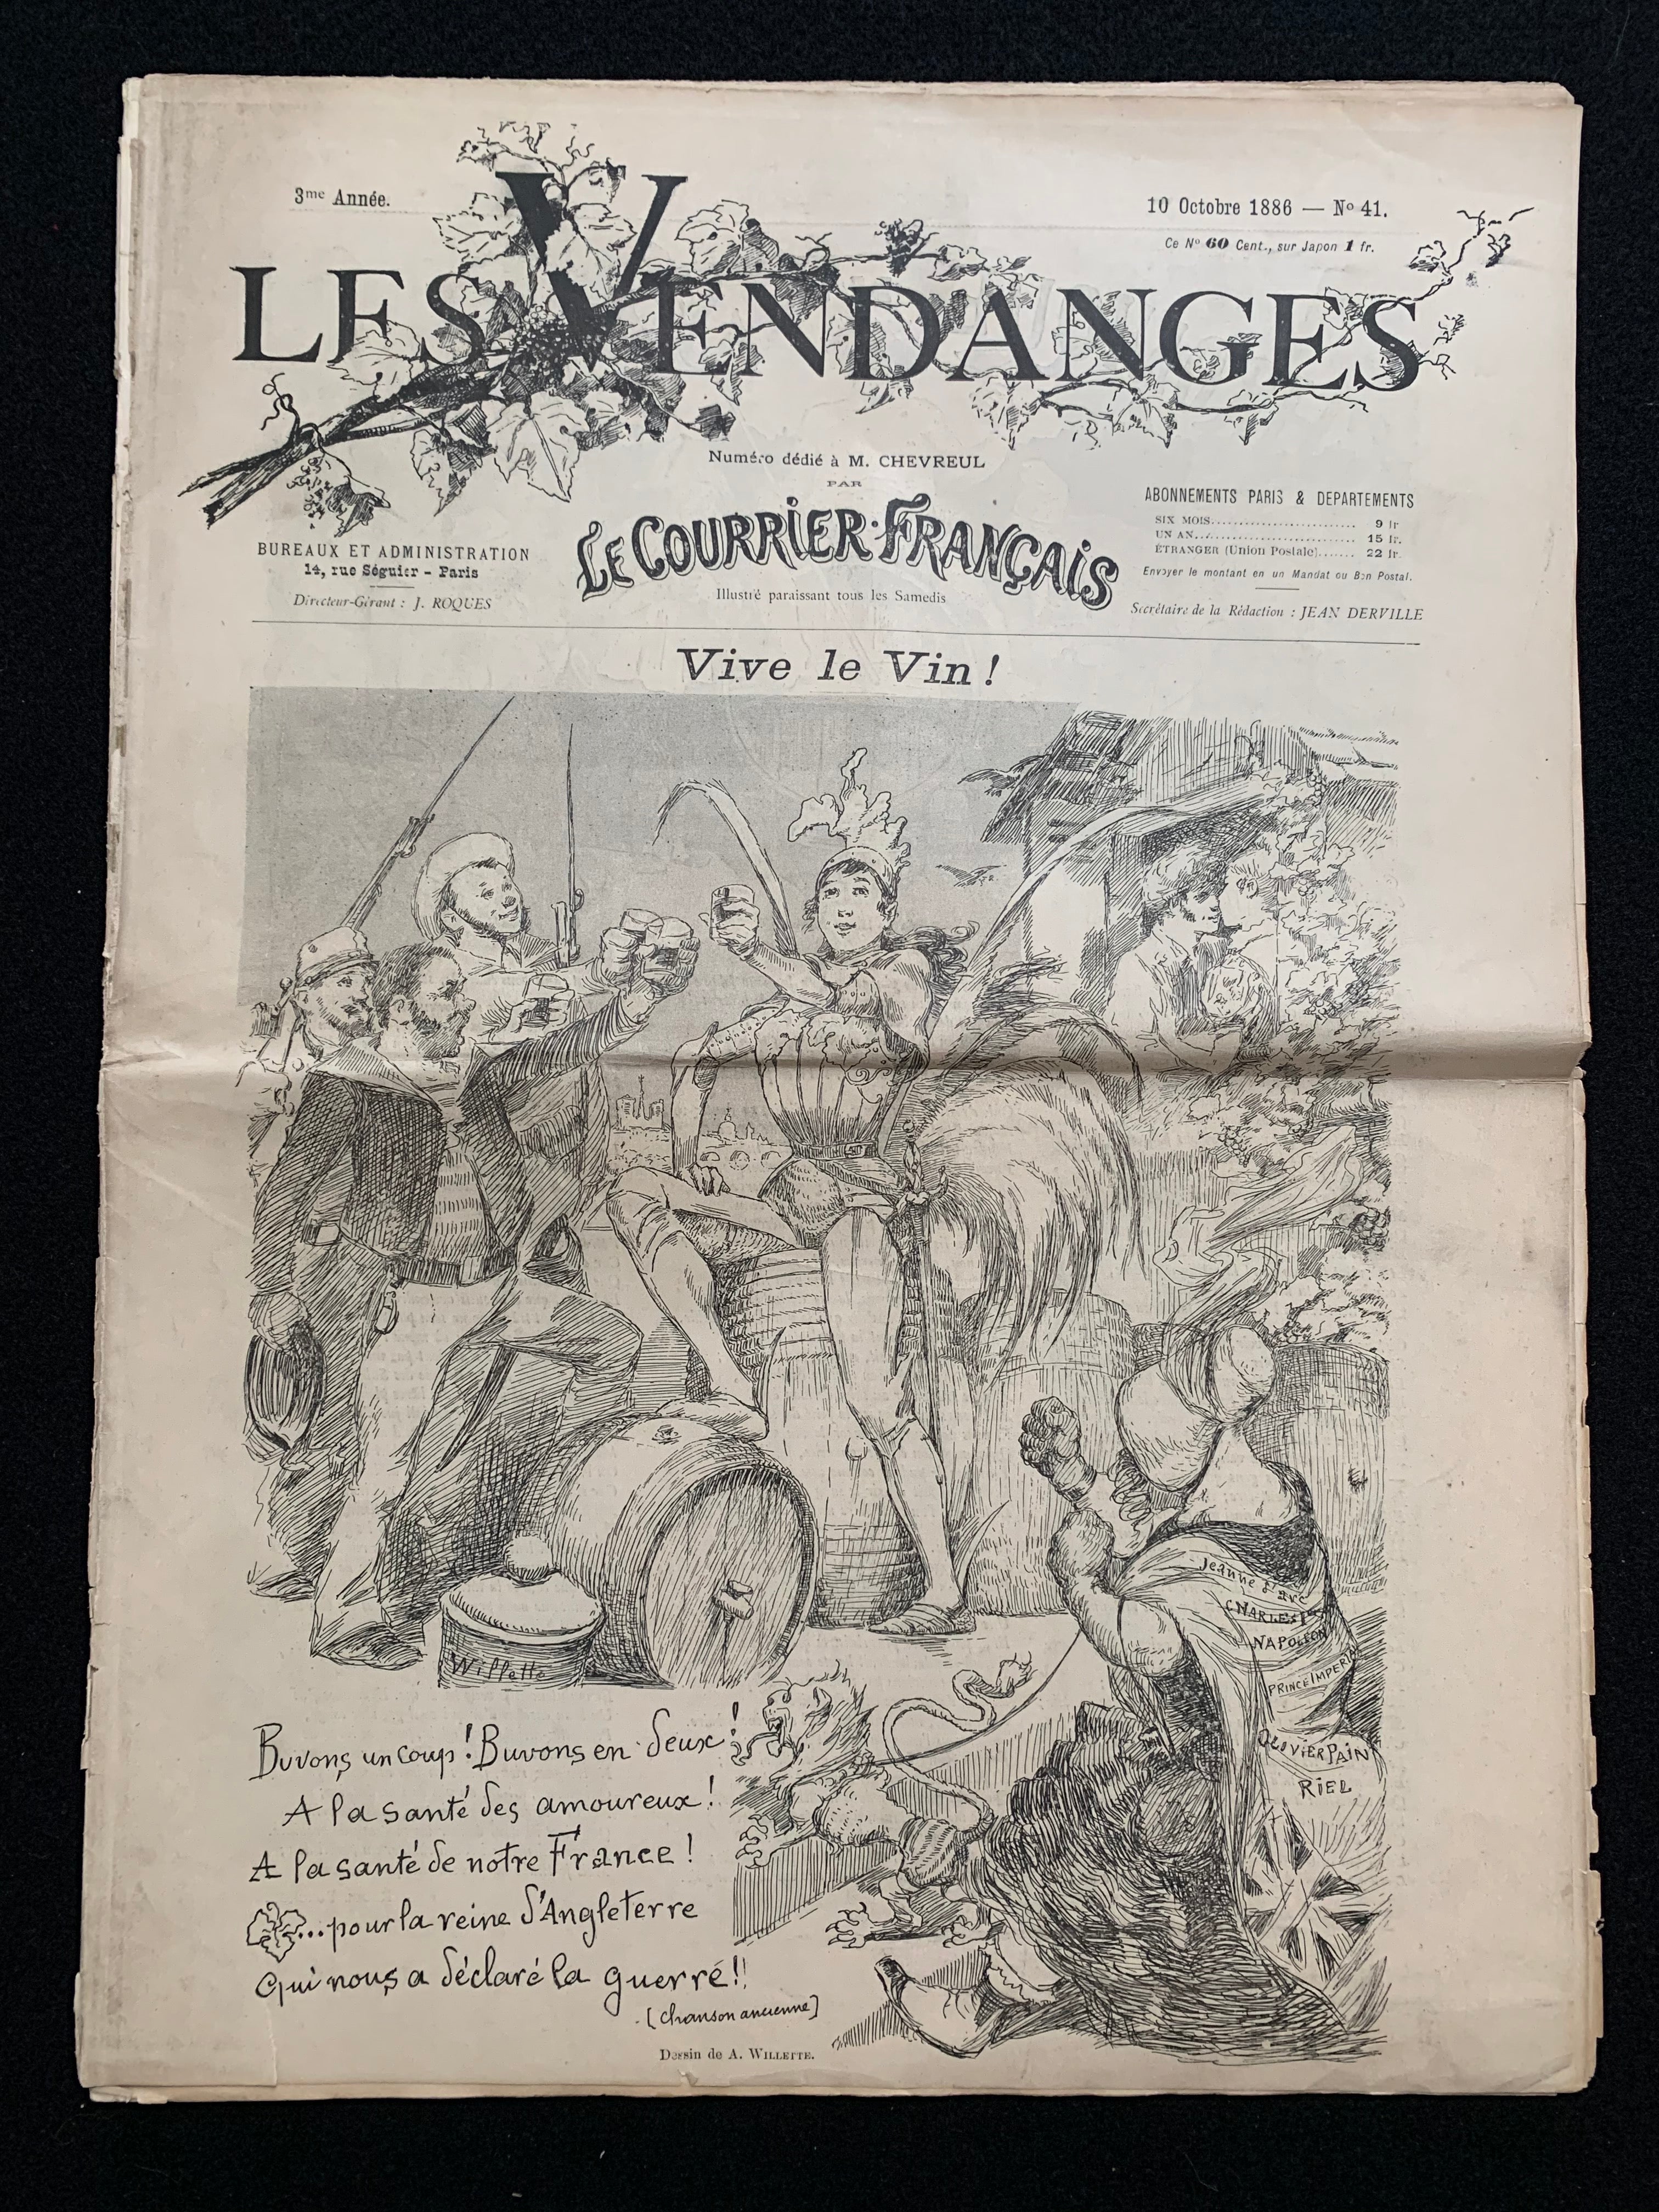 3me Année.
10 Octobre 1886 — No 41.
Ce No 60 Cent., sur Japon 1 fr.
LES VENDANGES
Numéro dédié à M. CHEVREUL
PAR
LE COURRIER·FRANÇAIS
Illustré paraissant tous les Samedis
BUREAUX ET ADMINISTRATION
14, rue Séguier - Paris
Directeur-Gérant : J. ROQUES
ABONNEMENTS PARIS & DEPARTEMENTS
SIX MOIS........................... 9 fr.
UN AN.............................. 15 fr.
ÉTRANGER (Union Postale)....... 22 fr.
Envoyer le montant en un Mandat ou Bon Postal.
Secrétaire de la Rédaction : JEAN DERVILLE
Vive le Vin !
Jeanne d'arc
CHARLES 1er
NAPOLÉON
PRINCE IMPERIAL
OLIVIER PAIN
RIEL
Willette
Buvons un coup ! Buvons en deux !
A la santé des amoureux !
A la santé de notre France !
...pour la reine d'Angleterre
Qui nous a déclaré la guerre !!
[chanson ancienne]
Dessin de A. WILLETTE.